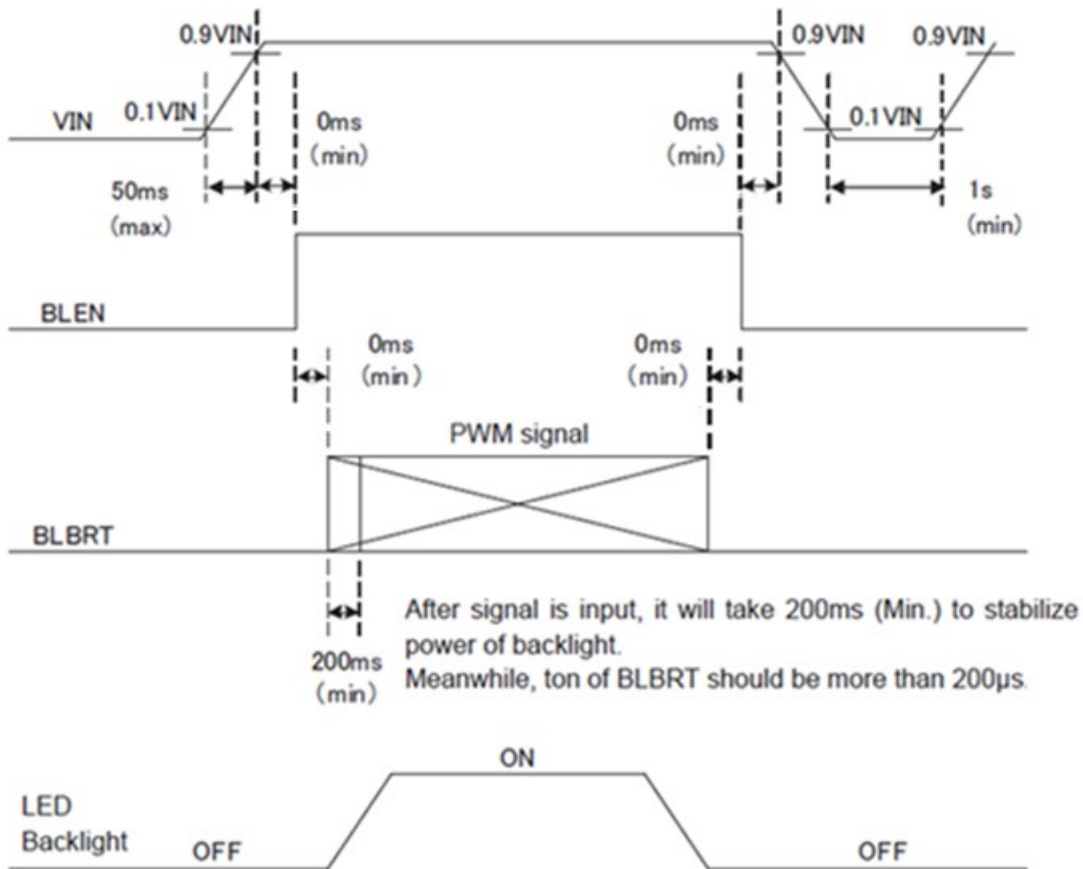 0.9VIN
0.9VIN
0.9VIN
VIN
0.1VIN
0ms
(min)
0ms
(min)
0.1VIN
50ms
(max)
1s
(min)
BLEN
0ms
(min)
0ms
(min)
PWM signal
BLBRT
200ms
(min)
After signal is input, it will take 200ms (Min.) to stabilize
power of backlight.
Meanwhile, ton of BLBRT should be more than 200μs.
ON
LED
Backlight
OFF
OFF